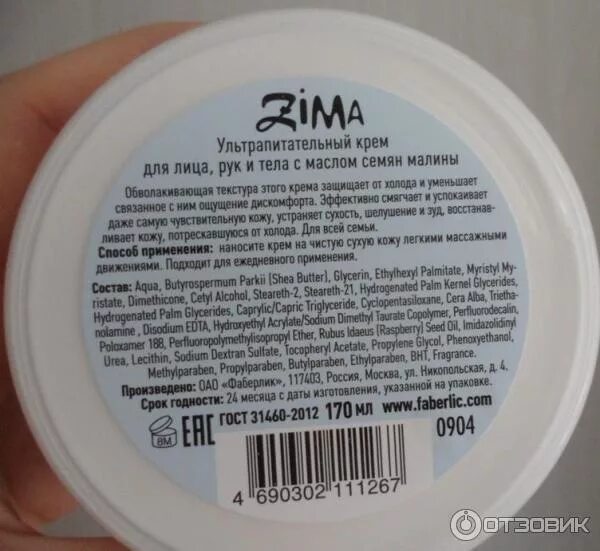 ZiMA
Ультрапитательный крем
для лица, рук и тела с маслом семян малины
Обволакивающая текстура этого крема защищает от холода и уменьшает
связанное с ним ощущение дискомфорта. Эффективно смягчает и успокаивает
даже самую чувствительную кожу, устраняет сухость, шелушение и зуд, восстанав-
ливает кожу, потрескавшуюся от холода. Для всей семьи.
Способ применения: наносите крем на чистую сухую кожу легкими массажными
движениями. Подходит для ежедневного применения.
Состав: Aqua, Butyrospermum Parkii (Shea Butter), Glycerin, Ethylhexyl Palmitate, Myristyl My-
ristate, Dimethicone, Cetyl Alcohol, Steareth-2, Steareth-21, Hydrogenated Palm Kernel Glycerides,
Hydrogenated Palm Glycerides, Caprylic/Capric Triglyceride, Cyclopentasiloxane, Cera Alba, Trietha-
nolamine, Disodium EDTA, Hydroxyethyl Acrylate/Sodium Dimethyl Taurate Copolymer, Perfluorodecalin,
Poloxamer 188, Perfluoropolymethylisopropyl Ether, Rubus Idaeus (Raspberry) Seed Oil, Imidazolidinyl
Urea, Lecithin, Sodium Dextran Sulfate, Tocopheryl Acetate, Propylene Glycol, Phenoxyethanol,
Methylparaben, Propylparaben, Butylparaben, Ethylparaben, BHT, Fragrance.
Произведено: ОАО «Фаберлик», 117403, Россия, Москва, ул. Никопольская, д. 4.
Срок годности: 24 месяца с даты изготовления, указанной на упаковке.
ВМ EAC ГОСТ 31460-2012 170 мл www.faberlic.com
0904
4 690302 111267
ОТЗОВИК